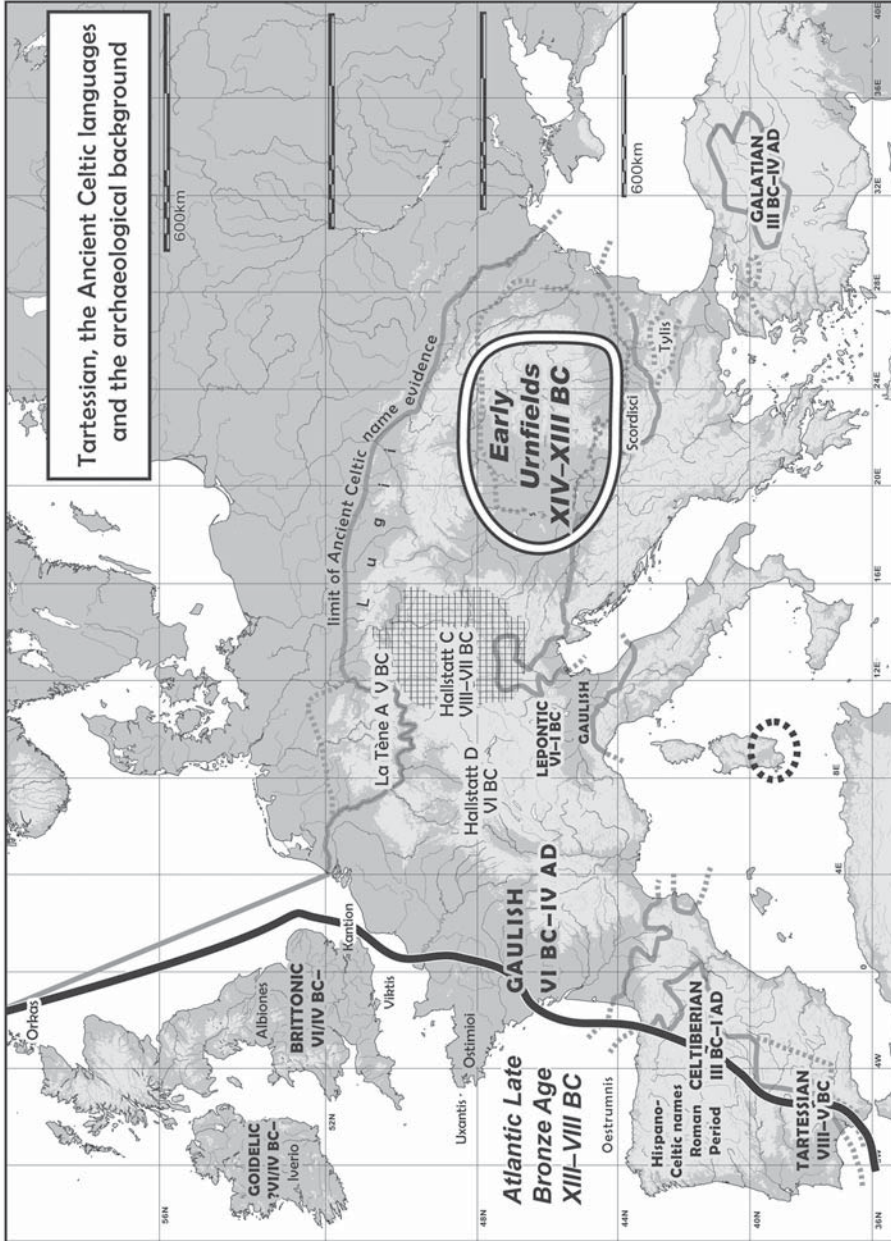 Tartessian, the Ancient Celtic languages
and the archaeological background
600km
600km
40E
36E
32E
28E
24E
20E
16E
12E
8E
4E
0
4W
56N
52N
48N
44N
40N
36N
limit of Ancient Celtic name evidence
Lugii
Orkas
Albiones
BRITTONIC
VI/IV BC–
Kantion
Viktis
GOIDELIC
?VI/IV BC–
Iverio
Uxantis
Ostimioi
Oestrumnis
Atlantic Late
Bronze Age
XIII–VIII BC
GAULISH
VI BC–IV AD
La Tène A V BC
Hallstatt C
VIII–VII BC
Hallstatt D
VI BC
LEPONTIC
VI–I BC
GAULISH
Early
Urnfields
XIV–XIII BC
Scordisci
Tylis
GALATIAN
III BC–IV AD
Hispano-
Celtic names
Roman
Period
CELTIBERIAN
III BC–I AD
TARTESSIAN
VIII–V BC